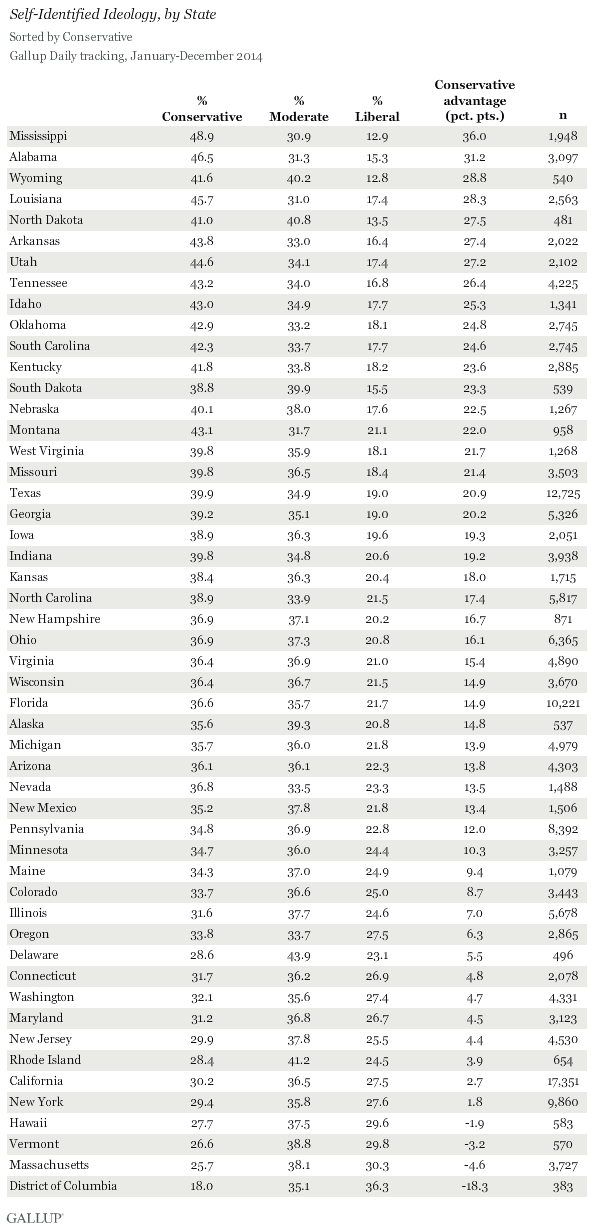 Self-Identified Ideology, by State
Sorted by Conservative
Gallup Daily tracking, January-December 2014
% Conservative % Moderate % Liberal Conservative advantage (pct. pts.) n
Mississippi 48.9 30.9 12.9 36.0 1,948
Alabama 46.5 31.3 15.3 31.2 3,097
Wyoming 41.6 40.2 12.8 28.8 540
Louisiana 45.7 31.0 17.4 28.3 2,563
North Dakota 41.0 40.8 13.5 27.5 481
Arkansas 43.8 33.0 16.4 27.4 2,022
Utah 44.6 34.1 17.4 27.2 2,102
Tennessee 43.2 34.0 16.8 26.4 4,225
Idaho 43.0 34.9 17.7 25.3 1,341
Oklahoma 42.9 33.2 18.1 24.8 2,745
South Carolina 42.3 33.7 17.7 24.6 2,745
Kentucky 41.8 33.8 18.2 23.6 2,885
South Dakota 38.8 39.9 15.5 23.3 539
Nebraska 40.1 38.0 17.6 22.5 1,267
Montana 43.1 31.7 21.1 22.0 958
West Virginia 39.8 35.9 18.1 21.7 1,268
Missouri 39.8 36.5 18.4 21.4 3,503
Texas 39.9 34.9 19.0 20.9 12,725
Georgia 39.2 35.1 19.0 20.2 5,326
Iowa 38.9 36.3 19.6 19.3 2,051
Indiana 39.8 34.8 20.6 19.2 3,938
Kansas 38.4 36.3 20.4 18.0 1,715
North Carolina 38.9 33.9 21.5 17.4 5,817
New Hampshire 36.9 37.1 20.2 16.7 871
Ohio 36.9 37.3 20.8 16.1 6,365
Virginia 36.4 36.9 21.0 15.4 4,890
Wisconsin 36.4 36.7 21.5 14.9 3,670
Florida 36.6 35.7 21.7 14.9 10,221
Alaska 35.6 39.3 20.8 14.8 537
Michigan 35.7 36.0 21.8 13.9 4,979
Arizona 36.1 36.1 22.3 13.8 4,303
Nevada 36.8 33.5 23.3 13.5 1,488
New Mexico 35.2 37.8 21.8 13.4 1,506
Pennsylvania 34.8 36.9 22.8 12.0 8,392
Minnesota 34.7 36.0 24.4 10.3 3,257
Maine 34.3 37.0 24.9 9.4 1,079
Colorado 33.7 36.6 25.0 8.7 3,443
Illinois 31.6 37.7 24.6 7.0 5,678
Oregon 33.8 33.7 27.5 6.3 2,865
Delaware 28.6 43.9 23.1 5.5 496
Connecticut 31.7 36.2 26.9 4.8 2,078
Washington 32.1 35.6 27.4 4.7 4,331
Maryland 31.2 36.8 26.7 4.5 3,123
New Jersey 29.9 37.8 25.5 4.4 4,530
Rhode Island 28.4 41.2 24.5 3.9 654
California 30.2 36.5 27.5 2.7 17,351
New York 29.4 35.8 27.6 1.8 9,860
Hawaii 27.7 37.5 29.6 -1.9 583
Vermont 26.6 38.8 29.8 -3.2 570
Massachusetts 25.7 38.1 30.3 -4.6 3,727
District of Columbia 18.0 35.1 36.3 -18.3 383
GALLUP